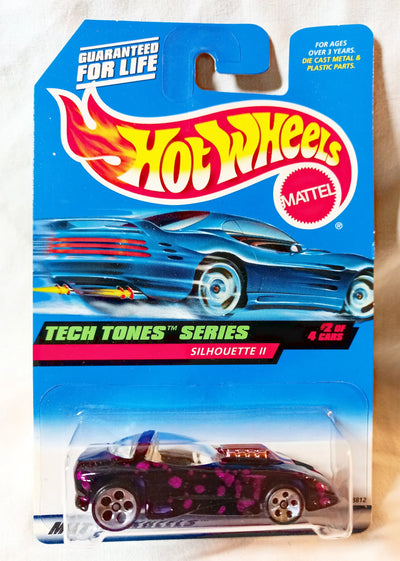 GUARANTEED
FOR LIFE
FOR AGES
OVER 3 YEARS.
DIE CAST METAL &
PLASTIC PARTS.
HOT WHEELS
MATTEL
®
TECH TONES™ SERIES
#2 OF
4 CARS
SILHOUETTE II